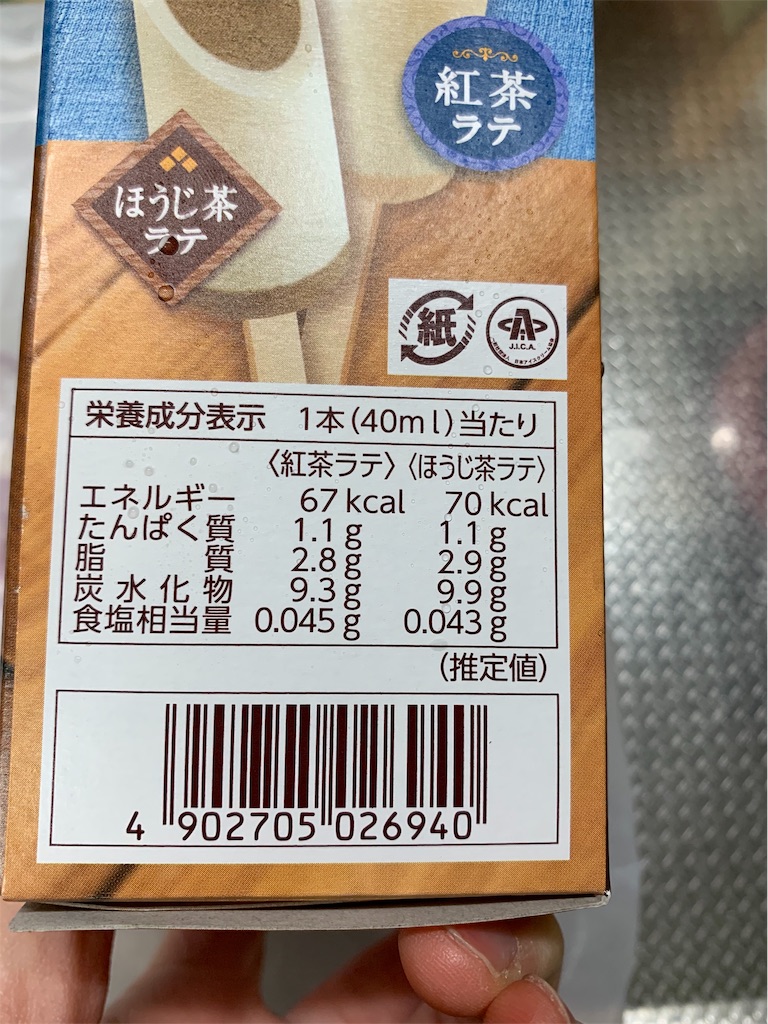 紅茶
ラテ
ほうじ茶
ラテ
紙
J.I.C.A.
栄養成分表示 1本(40ml)当たり
〈紅茶ラテ〉〈ほうじ茶ラテ〉
エネルギー 67kcal 70kcal
たんぱく質 1.1g 1.1g
脂質 2.8g 2.9g
炭水化物 9.3g 9.9g
食塩相当量 0.045g 0.043g
(推定値)
4 902705 026940